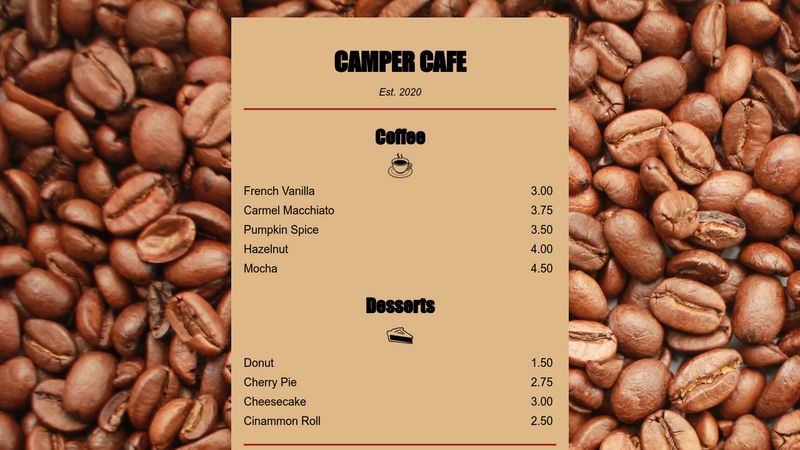 CAMPER CAFE
Est. 2020
Coffee
French Vanilla 3.00
Carmel Macchiato 3.75
Pumpkin Spice 3.50
Hazelnut 4.00
Mocha 4.50
Desserts
Donut 1.50
Cherry Pie 2.75
Cheesecake 3.00
Cinammon Roll 2.50